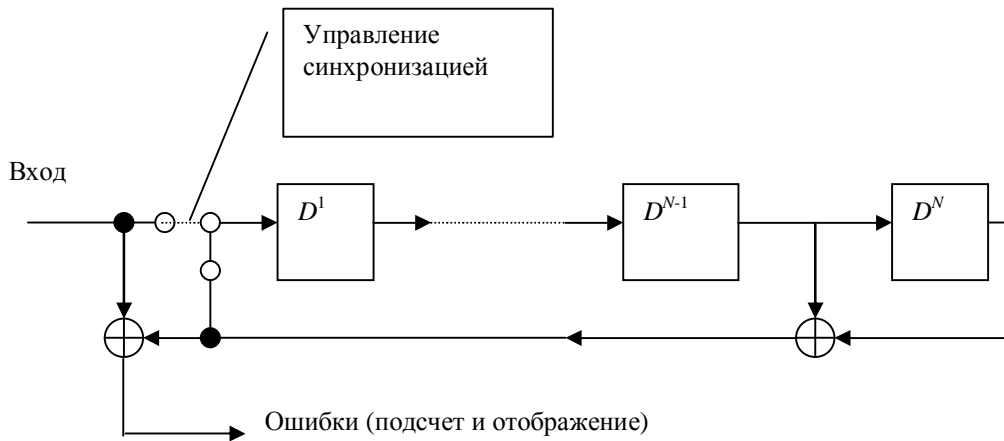 Управление
синхронизацией
Вход
D¹
Dᴺ⁻¹
Dᴺ
Ошибки (подсчет и отображение)